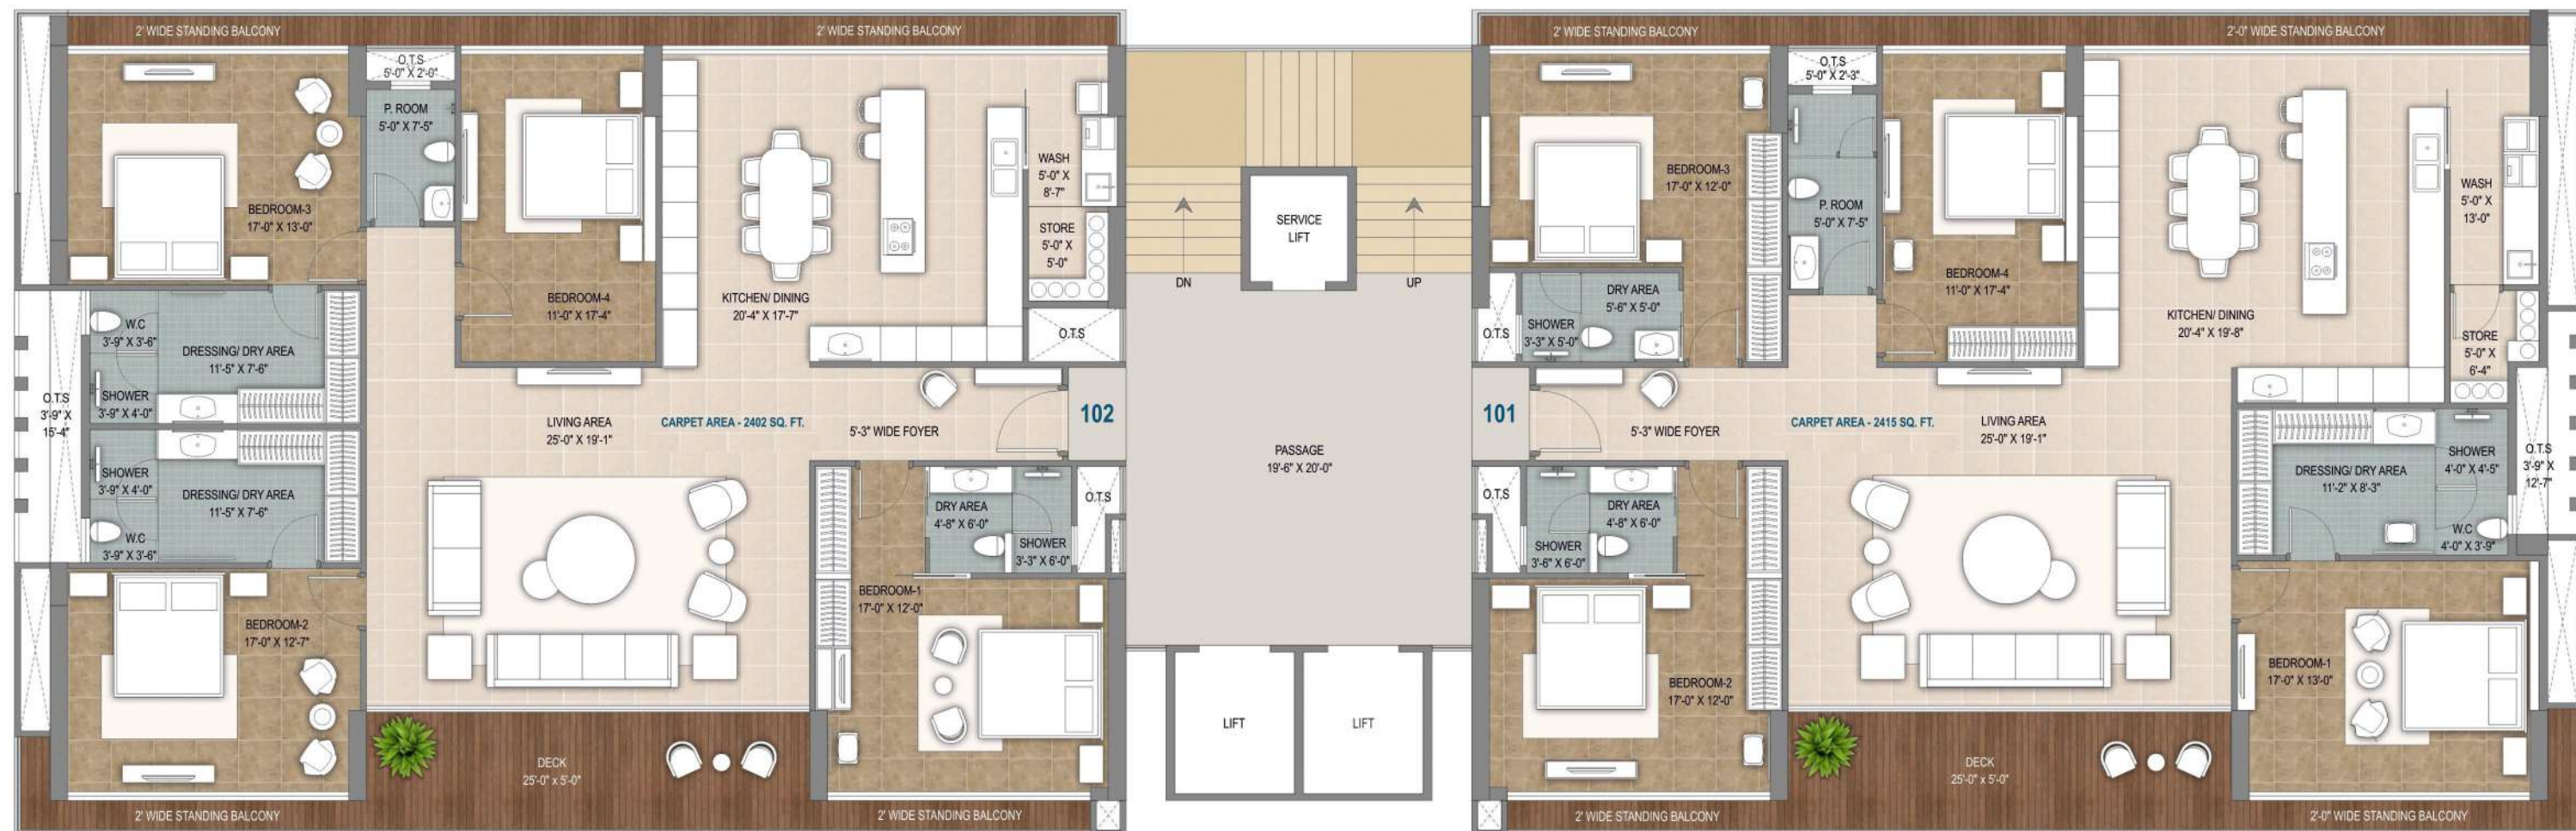 2' WIDE STANDING BALCONY
2' WIDE STANDING BALCONY
O.T.S
5'-0" X 2'-0"
P. ROOM
5'-0" X 7'-5"
BEDROOM-3
17'-0" X 13'-0"
BEDROOM-4
11'-0" X 17'-4"
KITCHEN/ DINING
20'-4" X 17'-7"
WASH
5'-0" X
8'-7"
STORE
5'-0" X
5'-0"
O.T.S
W.C
3'-9" X 3'-6"
DRESSING/ DRY AREA
11'-5" X 7'-6"
SHOWER
3'-9" X 4'-0"
O.T.S
3'-9" X
15'-4"
SHOWER
3'-9" X 4'-0"
DRESSING/ DRY AREA
11'-5" X 7'-6"
W.C
3'-9" X 3'-6"
LIVING AREA
25'-0" X 19'-1"
CARPET AREA - 2402 SQ. FT.
5'-3" WIDE FOYER
102
DRY AREA
4'-8" X 6'-0"
SHOWER
3'-3" X 6'-0"
O.T.S
BEDROOM-1
17'-0" X 12'-0"
BEDROOM-2
17'-0" X 12'-7"
DECK
25'-0" x 5'-0"
2' WIDE STANDING BALCONY
2' WIDE STANDING BALCONY
SERVICE
LIFT
DN
UP
PASSAGE
19'-6" X 20'-0"
LIFT
LIFT
2' WIDE STANDING BALCONY
2'-0" WIDE STANDING BALCONY
O.T.S
5'-0" X 2'-3"
BEDROOM-3
17'-0" X 12'-0"
P. ROOM
5'-0" X 7'-5"
BEDROOM-4
11'-0" X 17'-4"
KITCHEN/ DINING
20'-4" X 19'-8"
WASH
5'-0" X
13'-0"
STORE
5'-0" X
6'-4"
DRY AREA
5'-6" X 5'-0"
SHOWER
3'-3" X 5'-0"
O.T.S
101
5'-3" WIDE FOYER
CARPET AREA - 2415 SQ. FT.
LIVING AREA
25'-0" X 19'-1"
O.T.S
DRY AREA
4'-8" X 6'-0"
SHOWER
3'-6" X 6'-0"
SHOWER
4'-0" X 4'-5"
DRESSING/ DRY AREA
11'-2" X 8'-3"
W.C
4'-0" X 3'-9"
O.T.S
3'-9" X
12'-7"
BEDROOM-2
17'-0" X 12'-0"
BEDROOM-1
17'-0" X 13'-0"
DECK
25'-0" x 5'-0"
2' WIDE STANDING BALCONY
2'-0" WIDE STANDING BALCONY